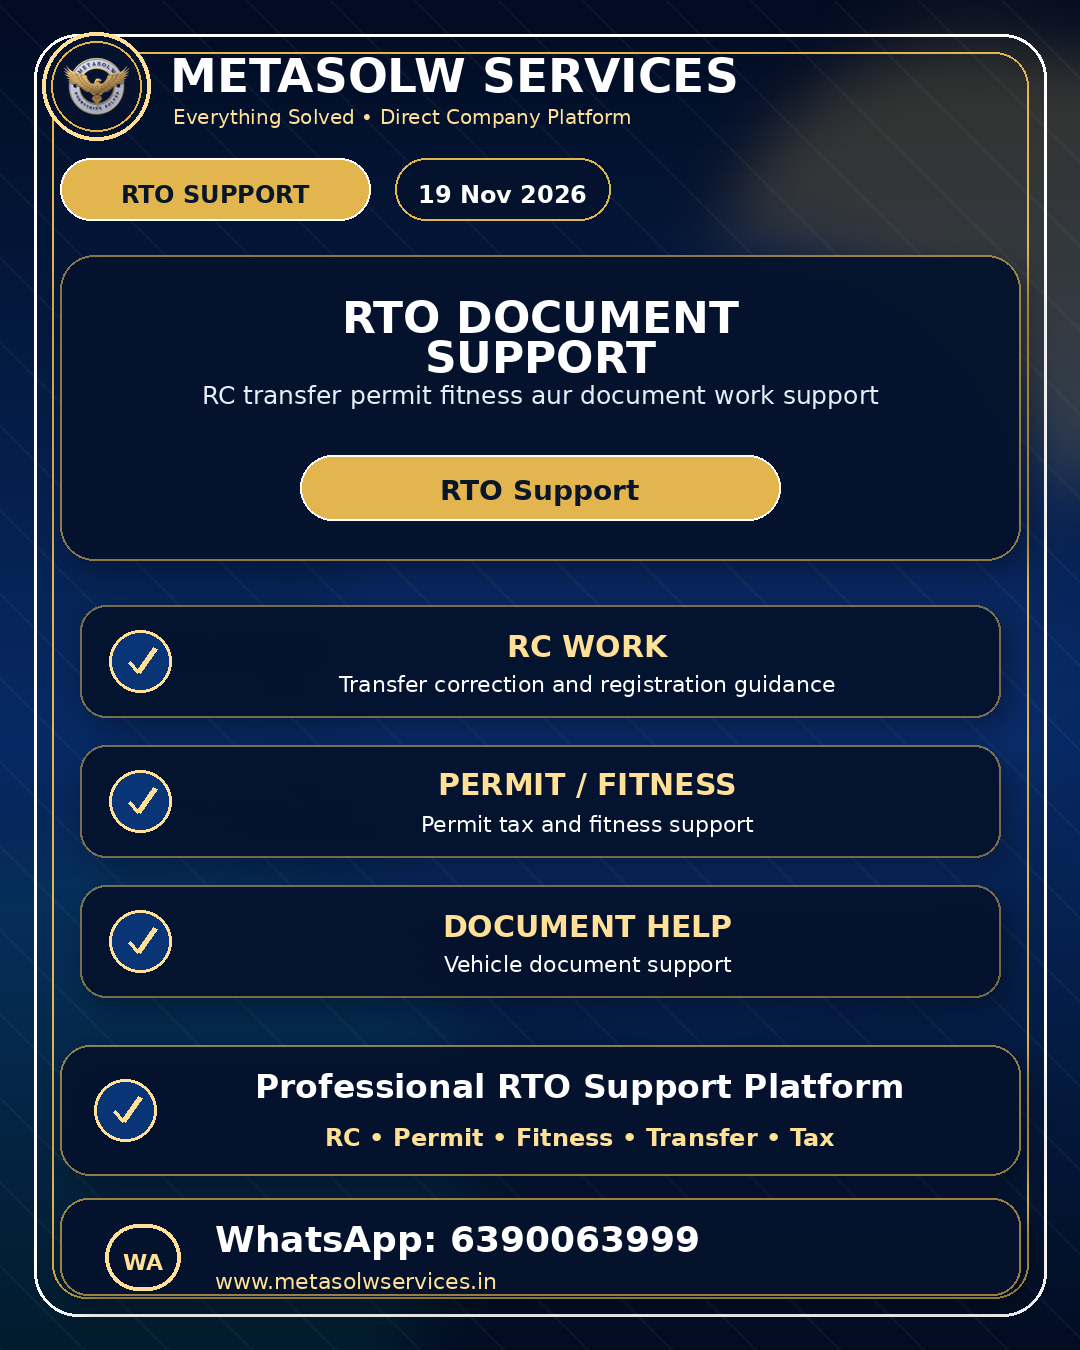 METASOLW
EVERYTHING SOLVED
METASOLW SERVICES
Everything Solved • Direct Company Platform
RTO SUPPORT
19 Nov 2026
RTO DOCUMENT
SUPPORT
RC transfer permit fitness aur document work support
RTO Support
RC WORK
Transfer correction and registration guidance
PERMIT / FITNESS
Permit tax and fitness support
DOCUMENT HELP
Vehicle document support
Professional RTO Support Platform
RC • Permit • Fitness • Transfer • Tax
WA
WhatsApp: 6390063999
www.metasolwservices.in